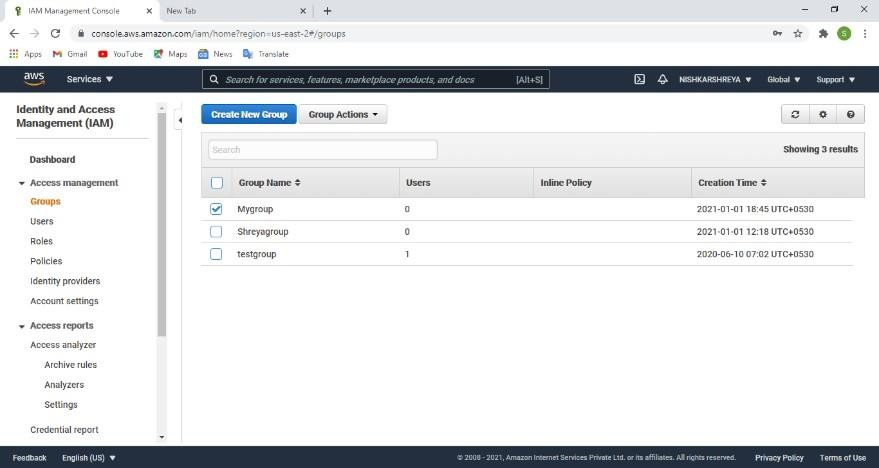 IAM Management Console
New Tab
console.aws.amazon.com/iam/home?region=us-east-2#/groups
S
Apps Gmail YouTube Maps News Translate
aws Services Search for services, features, marketplace products, and docs [Alt+S] NISHKARSHREYA Global Support
Identity and Access
Management (IAM)
Dashboard
Access management
Groups
Users
Roles
Policies
Identity providers
Account settings
Access reports
Access analyzer
Archive rules
Analyzers
Settings
Credential report
Create New Group Group Actions
Search Showing 3 results
Group Name Users Inline Policy Creation Time
Mygroup 0 2021-01-01 18:45 UTC+0530
Shreyagroup 0 2021-01-01 12:18 UTC+0530
testgroup 1 2020-06-10 07:02 UTC+0530
Feedback English (US) © 2008 - 2021, Amazon Internet Services Private Ltd. or its affiliates. All rights reserved. Privacy Policy Terms of Use